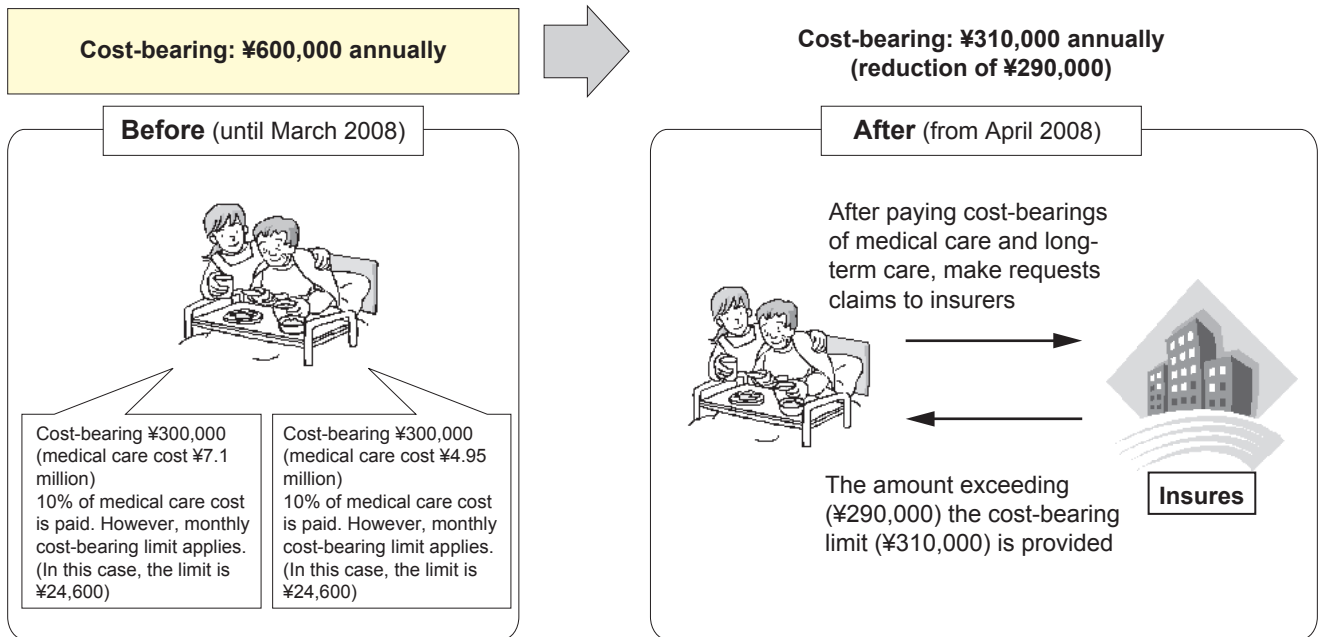 Cost-bearing: ¥600,000 annually
Cost-bearing: ¥310,000 annually
(reduction of ¥290,000)
Before (until March 2008)
Cost-bearing ¥300,000
(medical care cost ¥7.1
million)
10% of medical care cost
is paid. However, monthly
cost-bearing limit applies.
(In this case, the limit is
¥24,600)
Cost-bearing ¥300,000
(medical care cost ¥4.95
million)
10% of medical care cost
is paid. However, monthly
cost-bearing limit applies.
(In this case, the limit is
¥24,600)
After (from April 2008)
After paying cost-bearings
of medical care and long-
term care, make requests
claims to insurers
The amount exceeding
(¥290,000) the cost-bearing
limit (¥310,000) is provided
Insures